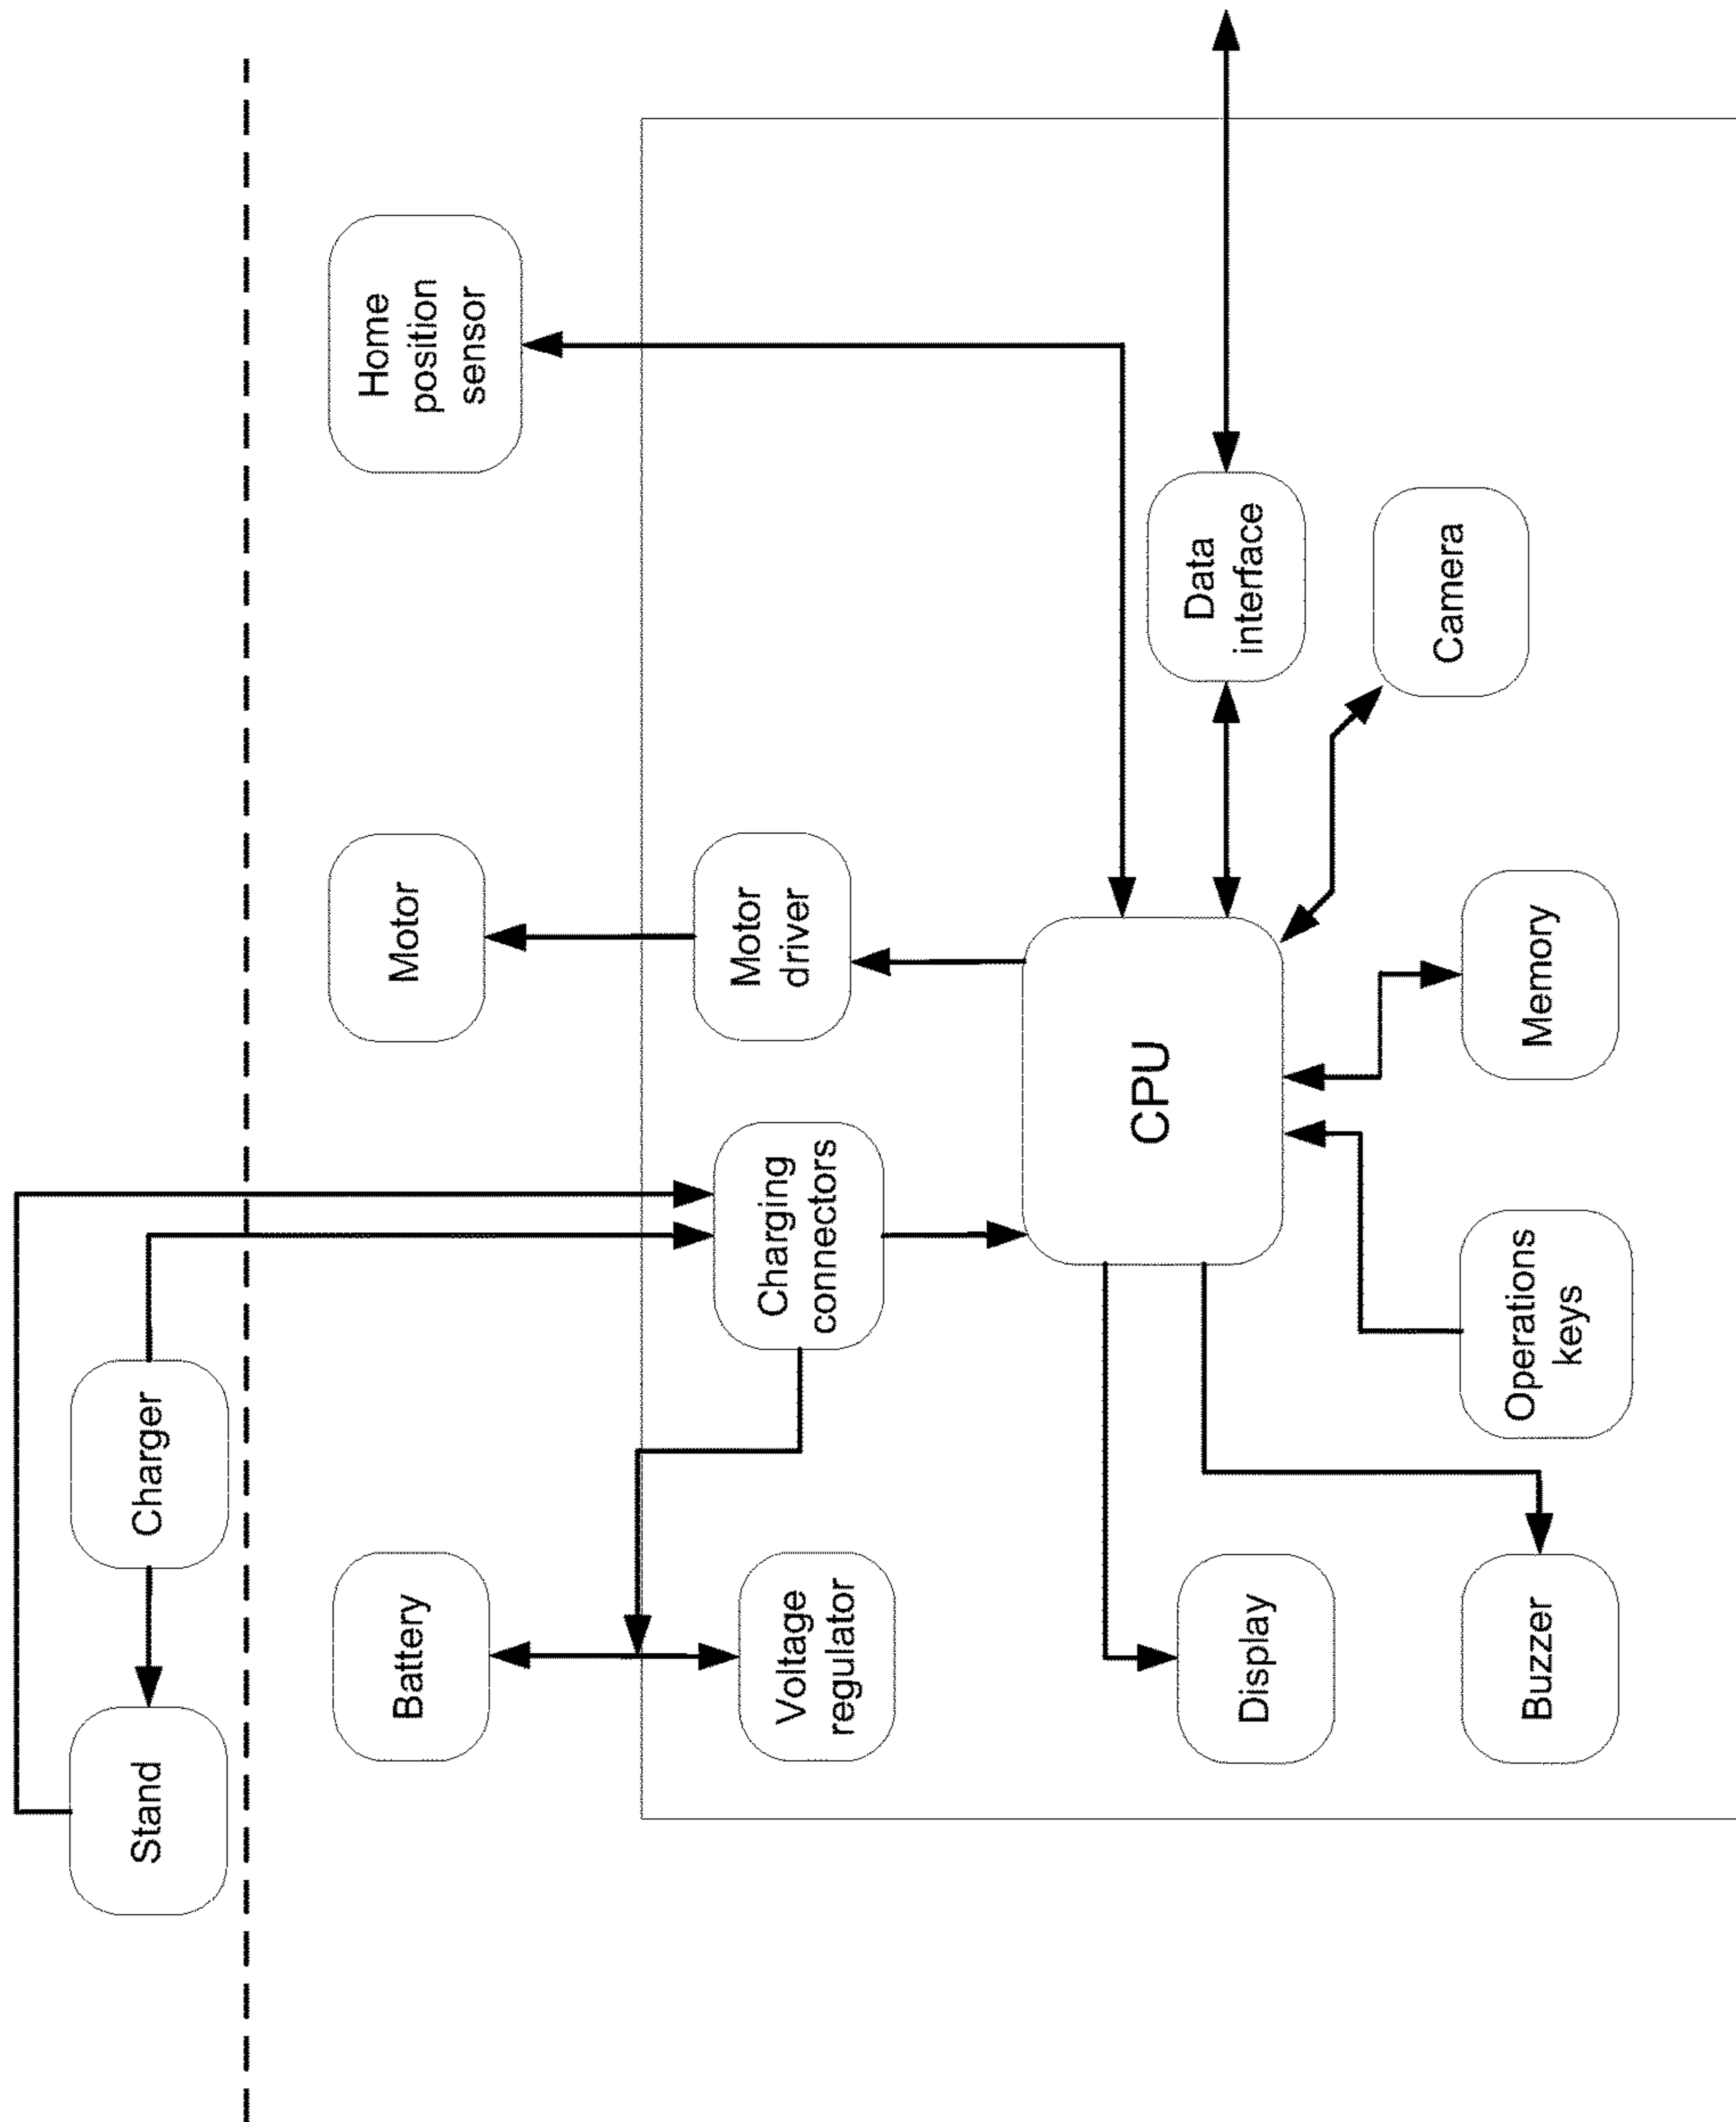 Stand
Charger
Battery
Motor
Home
position
sensor
Voltage
regulator
Charging
connectors
Motor
driver
CPU
Data
interface
Display
Camera
Buzzer
Operations
keys
Memory